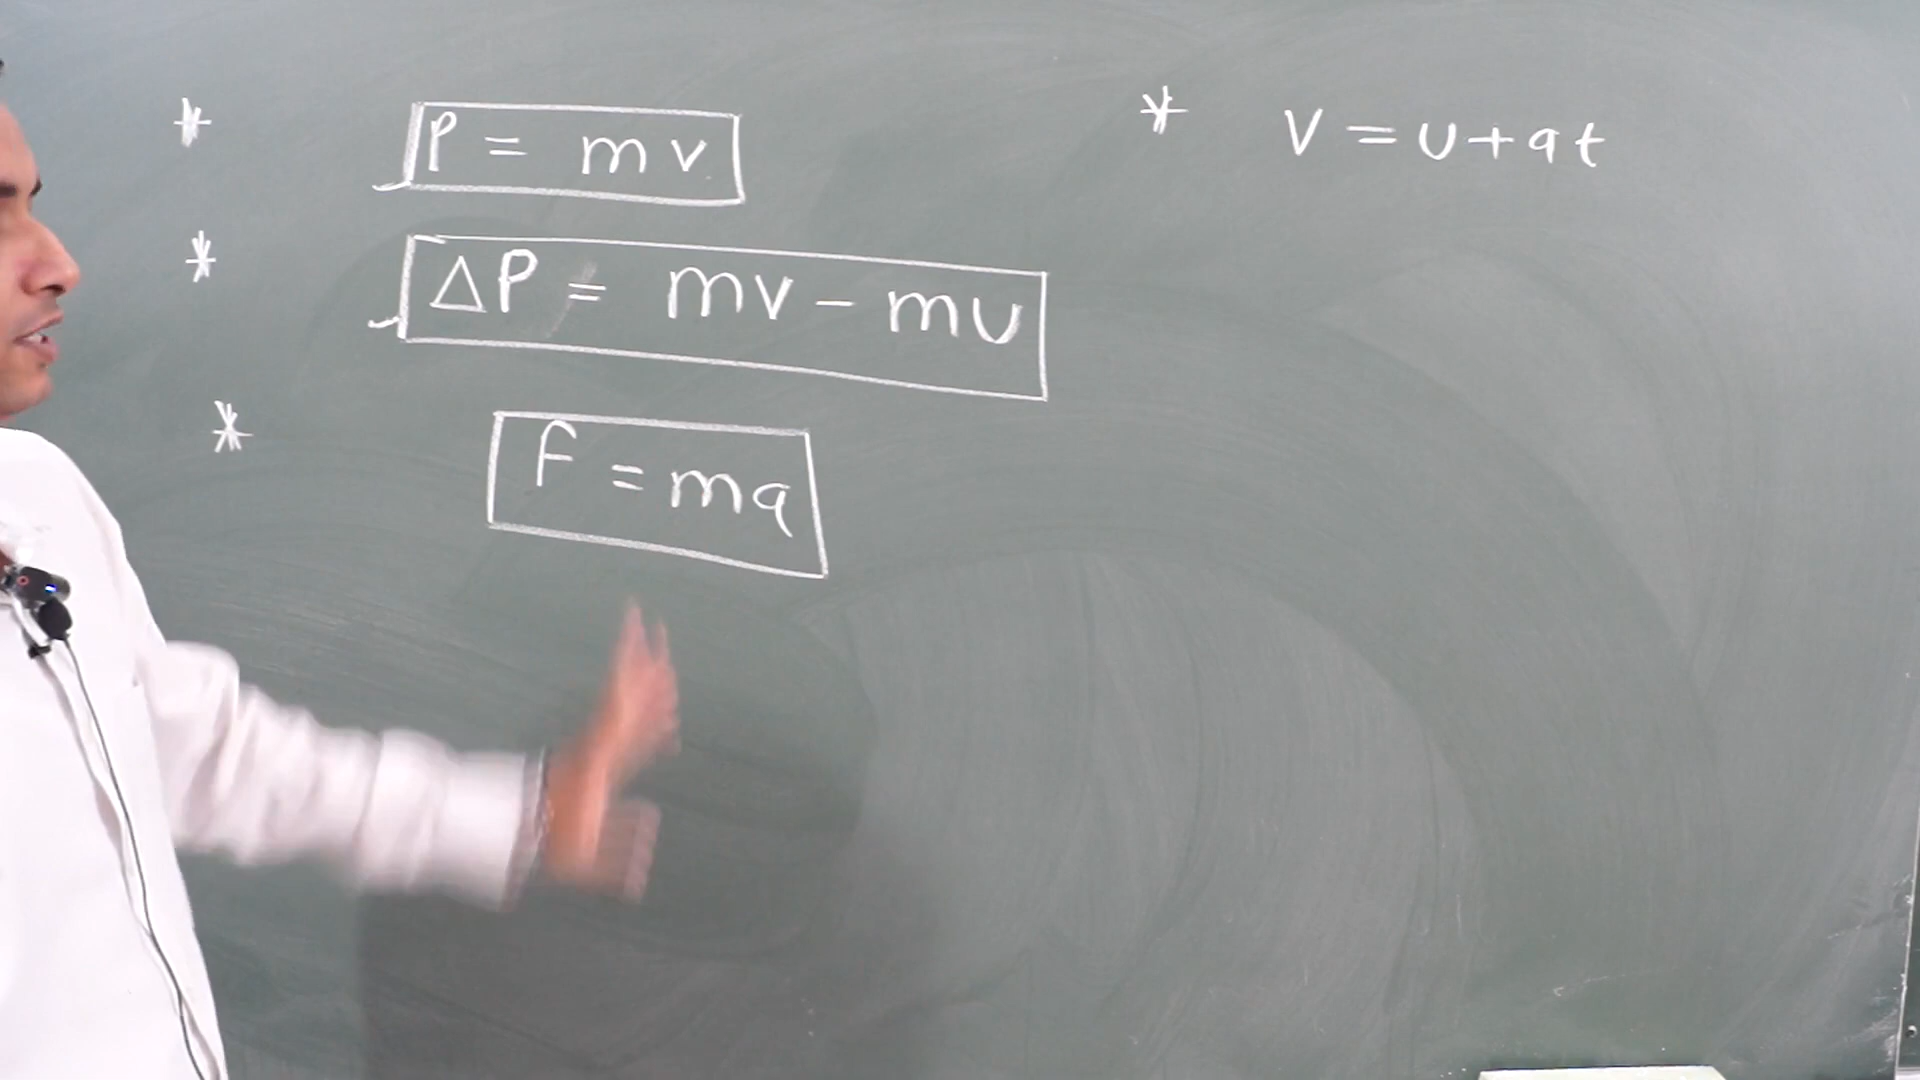 * P = mv
* ΔP = mv - mu
* F = ma
* V = u + at